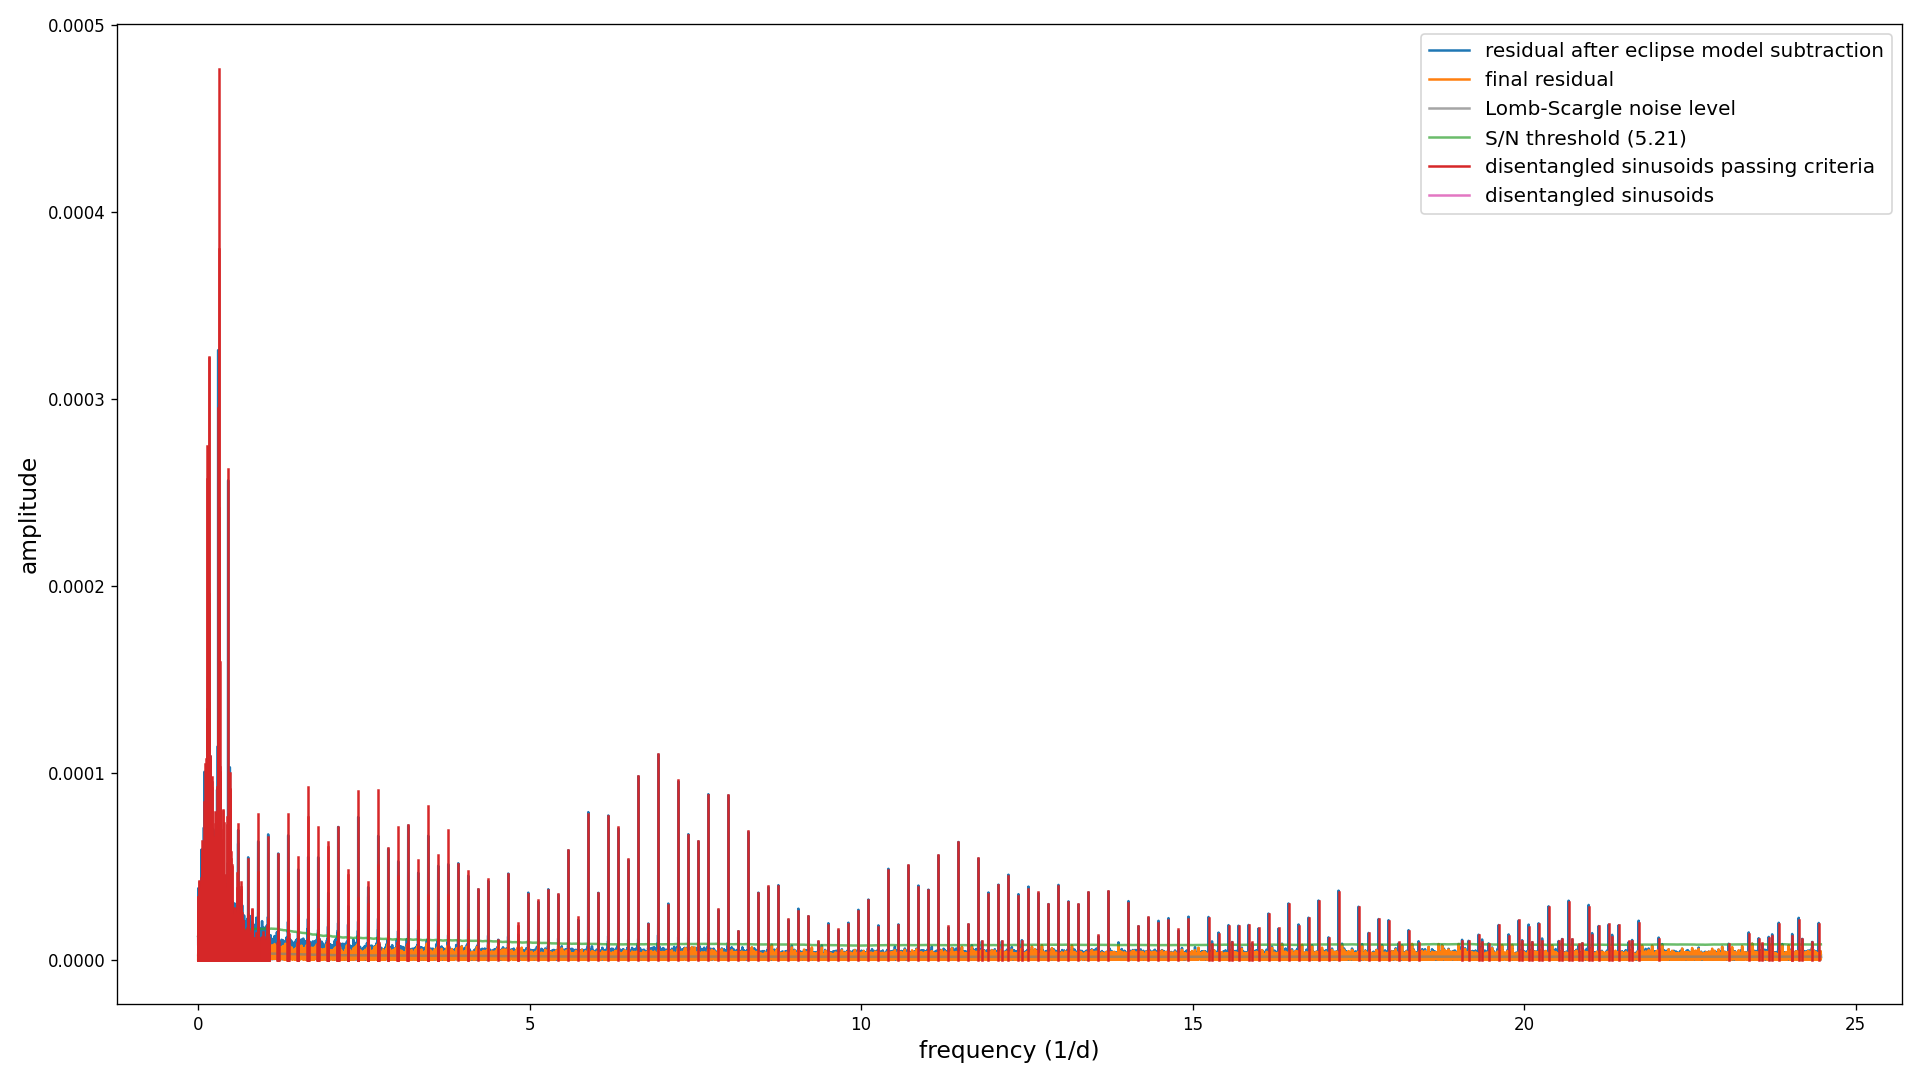 0.0005
0.0004
0.0003
0.0002
0.0001
0.0000
amplitude
residual after eclipse model subtraction
final residual
Lomb-Scargle noise level
S/N threshold (5.21)
disentangled sinusoids passing criteria
disentangled sinusoids
0 5 10 15 20 25
frequency (1/d)